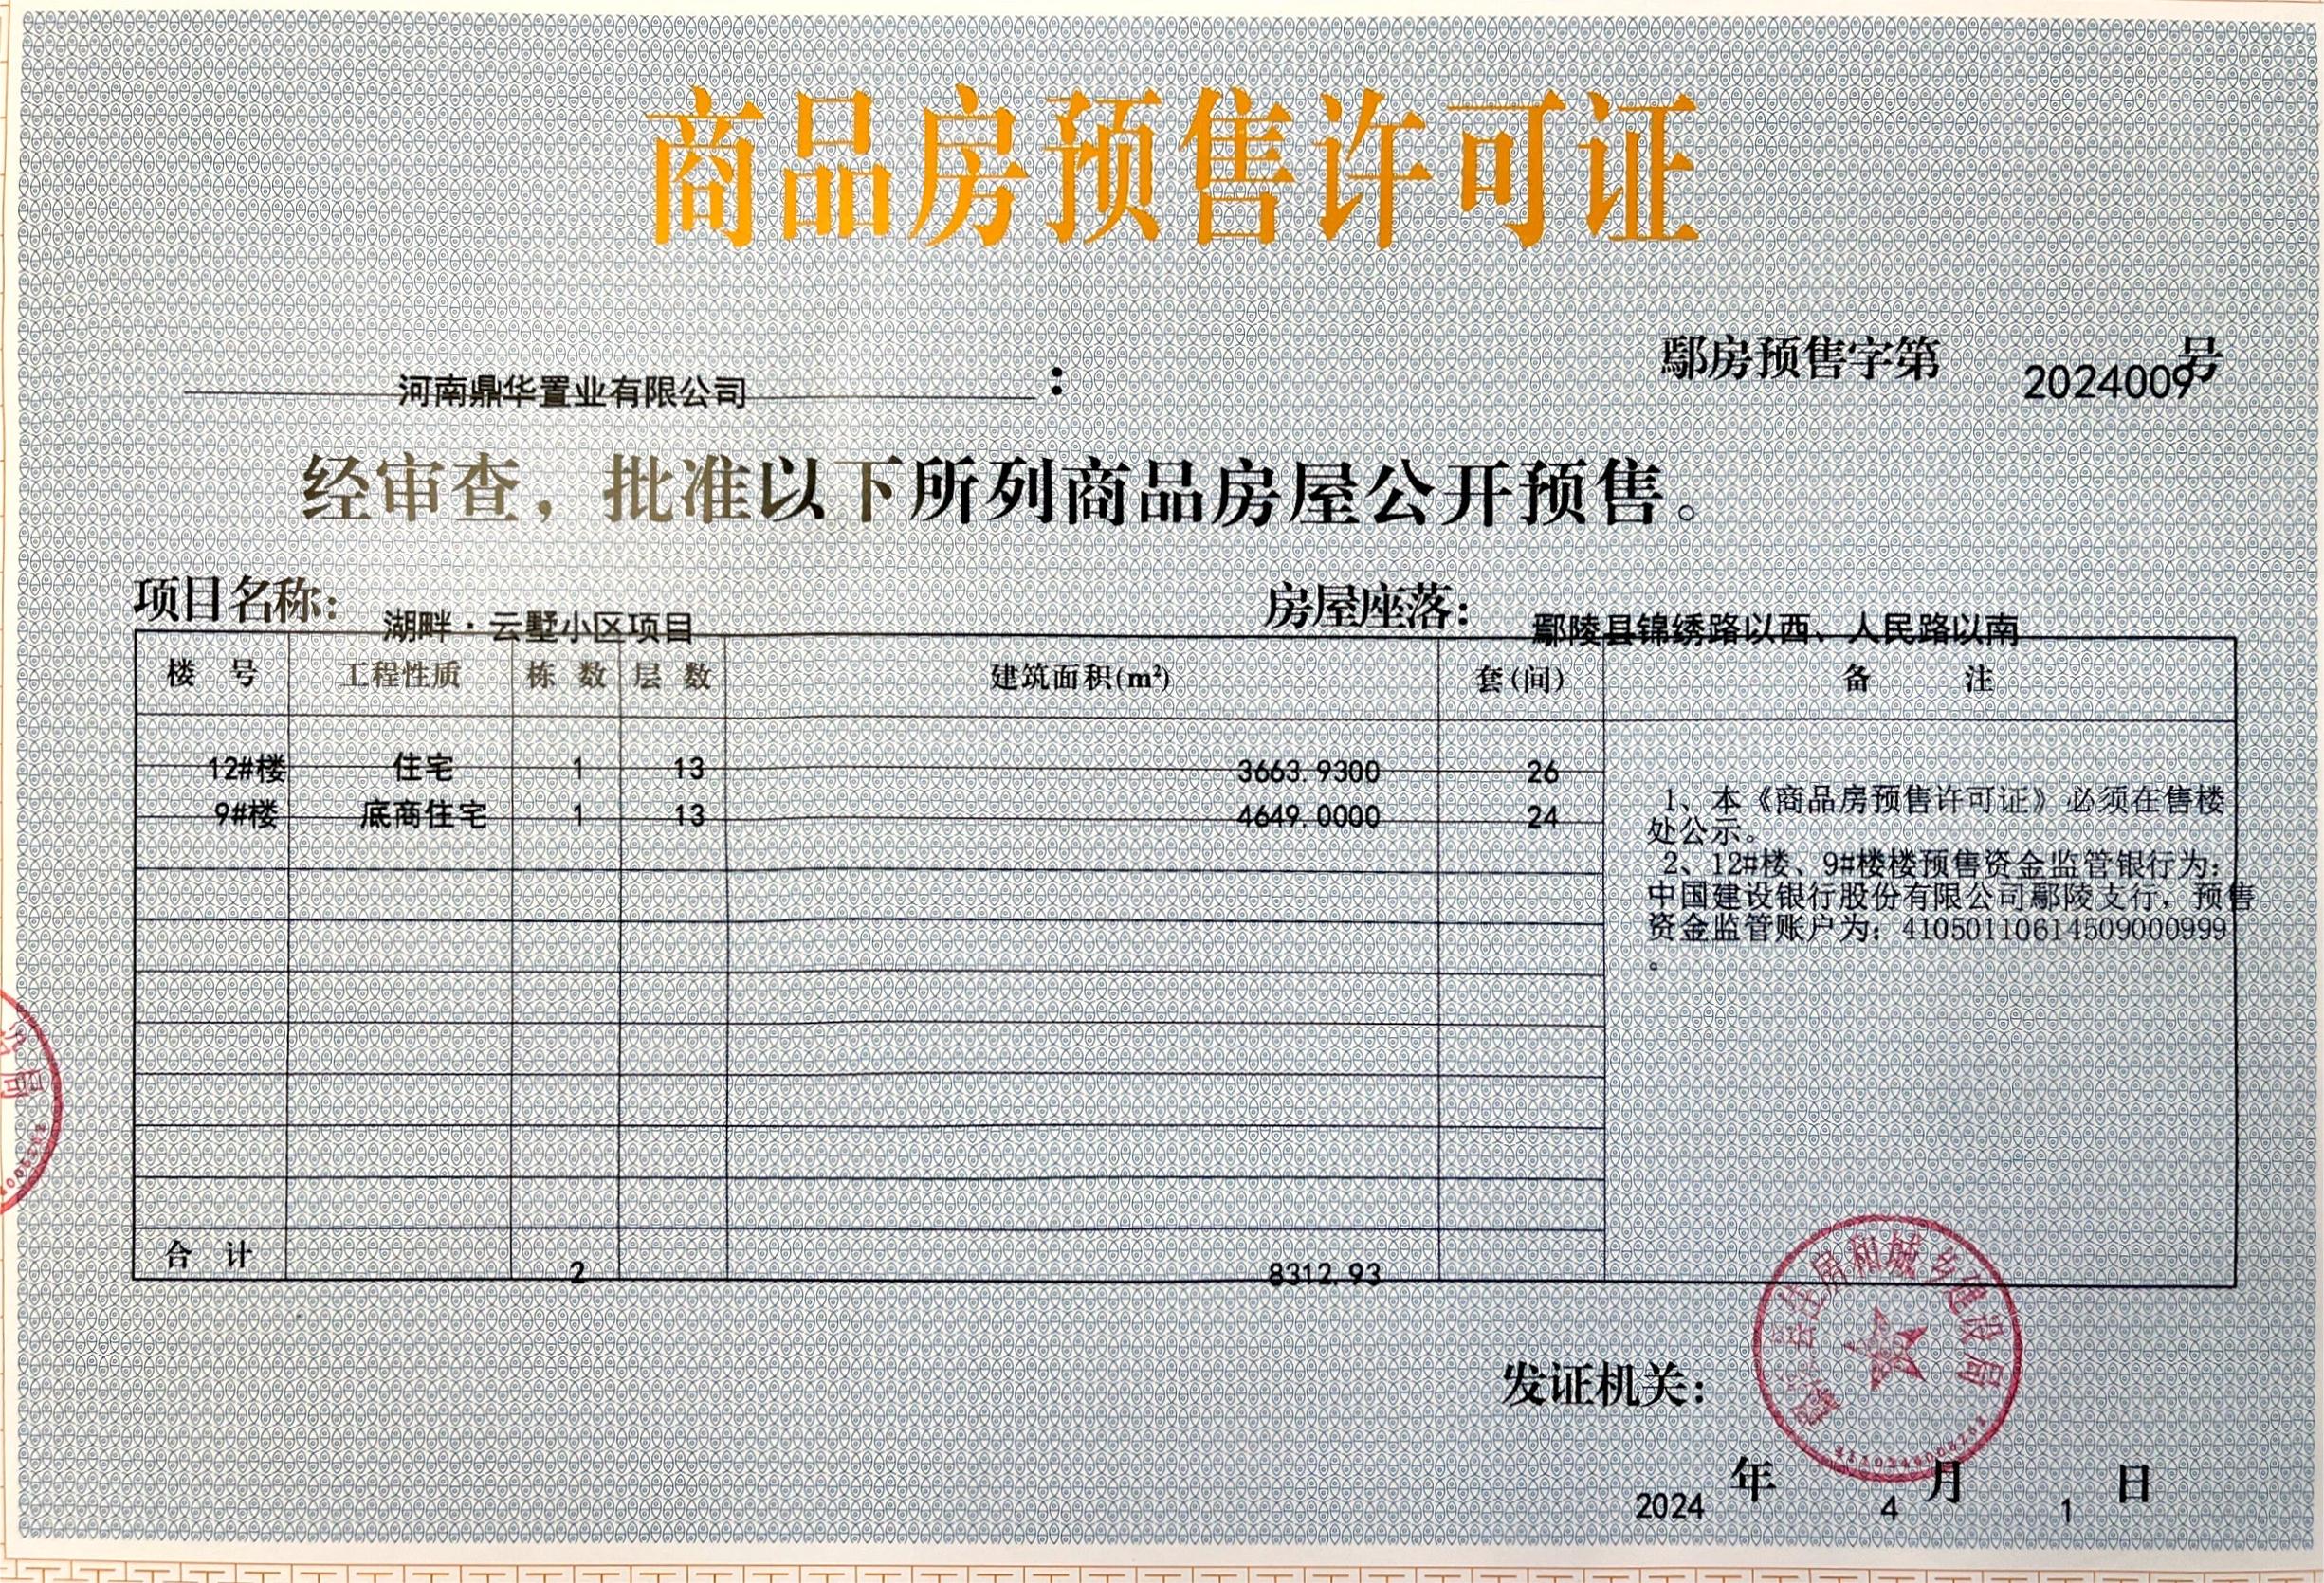 商品房预售许可证
鄢房预售字第 2024009号
河南鼎华置业有限公司：
经审查，批准以下所列商品房屋公开预售。
项目名称： 湖畔·云墅小区项目 房屋座落： 鄢陵县锦绣路以西、人民路以南
楼 号 工程性质 栋 数 层 数 建筑面积(m²) 套(间) 备 注
12#楼 住宅 1 13 3663.9300 26
9#楼 底商住宅 1 13 4649.0000 24
1、本《商品房预售许可证》必须在售楼
处公示。
2、12#楼、9#楼楼预售资金监管银行为：
中国建设银行股份有限公司鄢陵支行，预售
资金监管账户为：41050110614509000999
。
合 计 2 8312.93
住房和城乡建设局
发证机关：
2024 年 4 月 1 日